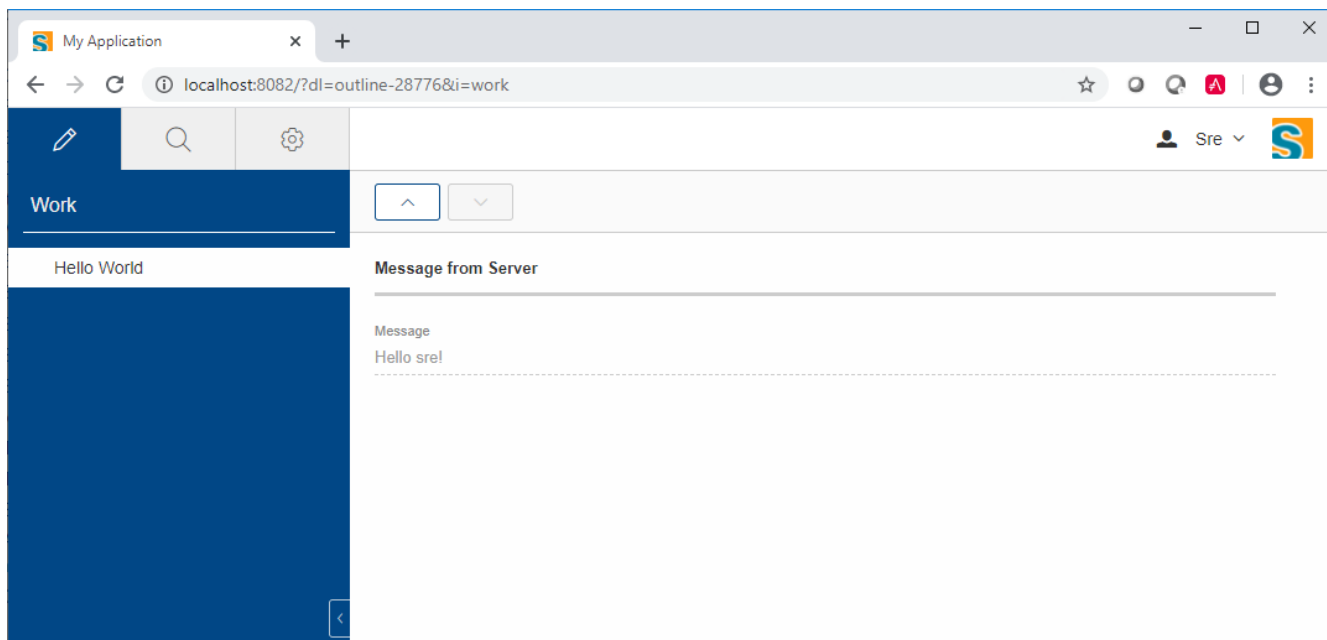 My Application
localhost:8082/?dl=outline-28776&i=work
Sre
Work
Hello World
Message from Server
Message
Hello sre!